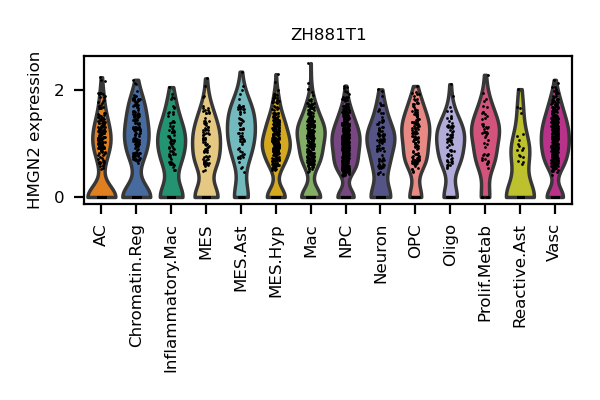 ZH881T1
HMGN2 expression
2
0
AC
Chromatin.Reg
Inflammatory.Mac
MES
MES.Ast
MES.Hyp
Mac
NPC
Neuron
OPC
Oligo
Prolif.Metab
Reactive.Ast
Vasc